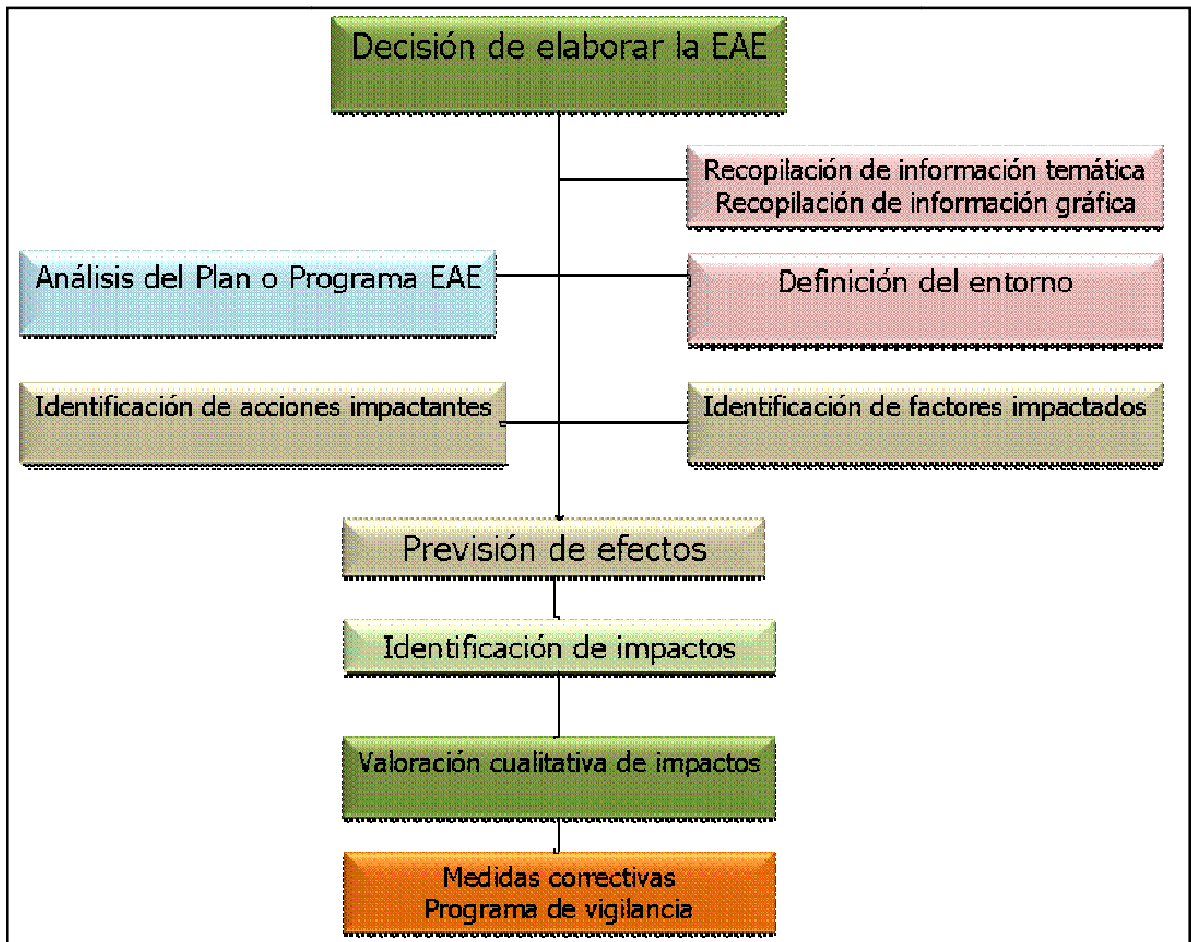 Decisión de elaborar la EAE
Recopilación de información temática
Recopilación de información gráfica
Análisis del Plan o Programa EAE
Definición del entorno
Identificación de acciones impactantes
Identificación de factores impactados
Previsión de efectos
Identificación de impactos
Valoración cualitativa de impactos
Medidas correctivas
Programa de vigilancia